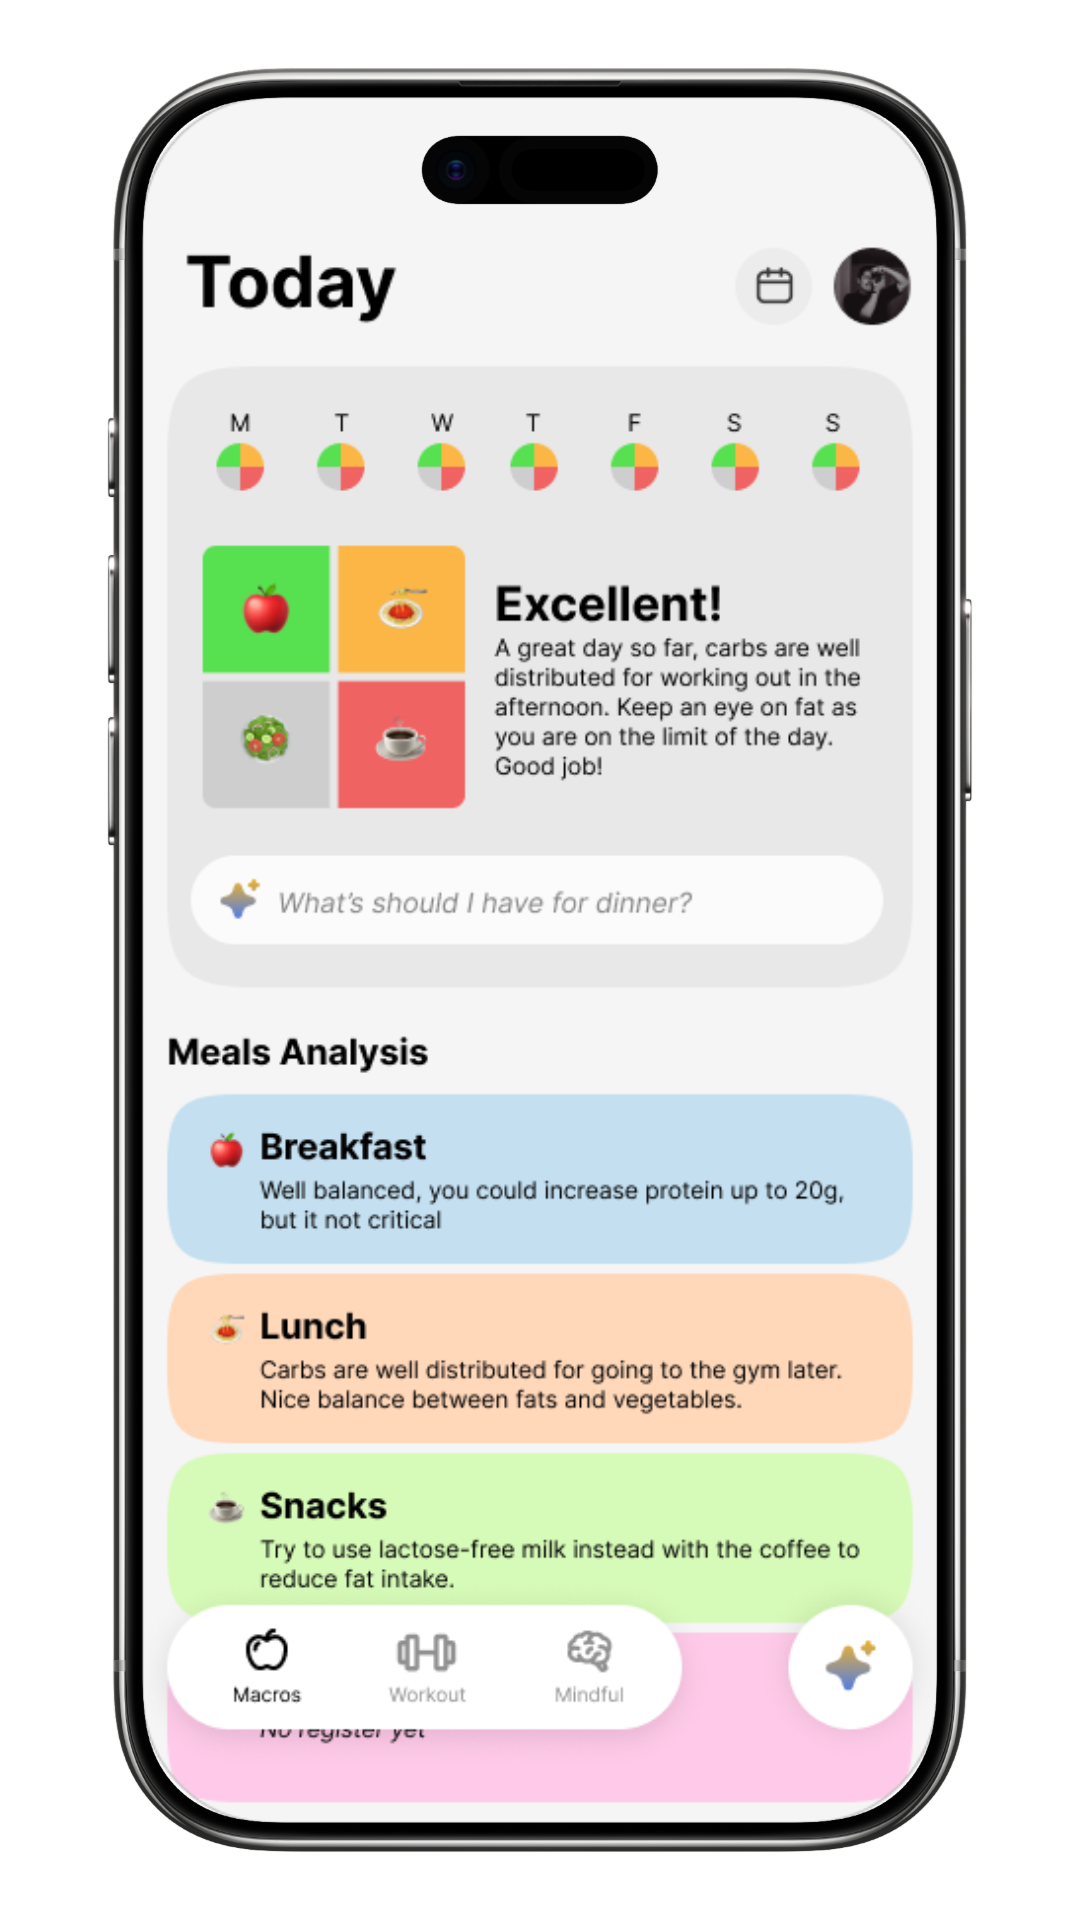 Today
M T W T F S S
Excellent!
A great day so far, carbs are well
distributed for working out in the
afternoon. Keep an eye on fat as
you are on the limit of the day.
Good job!
What's should I have for dinner?
Meals Analysis
Breakfast
Well balanced, you could increase protein up to 20g,
but it not critical
Lunch
Carbs are well distributed for going to the gym later.
Nice balance between fats and vegetables.
Snacks
Try to use lactose-free milk instead with the coffee to
reduce fat intake.
No register yet
Macros Workout Mindful